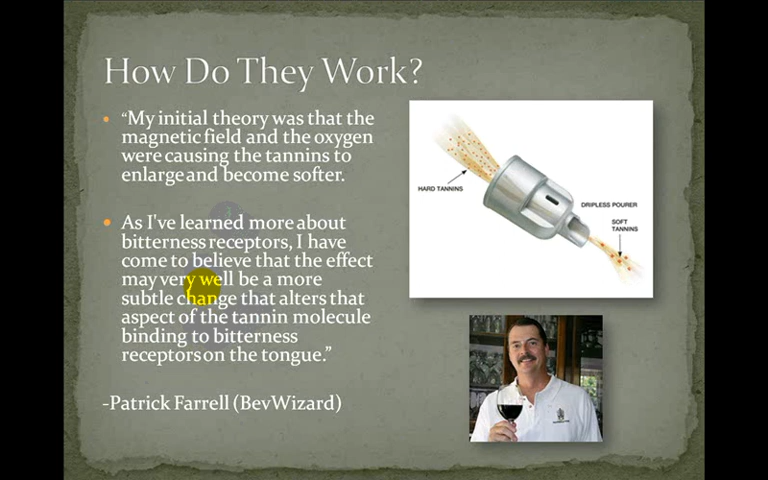 How Do They Work?
• “My initial theory was that the
magnetic field and the oxygen
were causing the tannins to
enlarge and become softer.
• As I've learned more about
bitterness receptors, I have
come to believe that the effect
may very well be a more
subtle change that alters that
aspect of the tannin molecule
binding to bitterness
receptors on the tongue.”
-Patrick Farrell (BevWizard)
HARD TANNINS
DRIPLESS POURER
SOFT
TANNINS